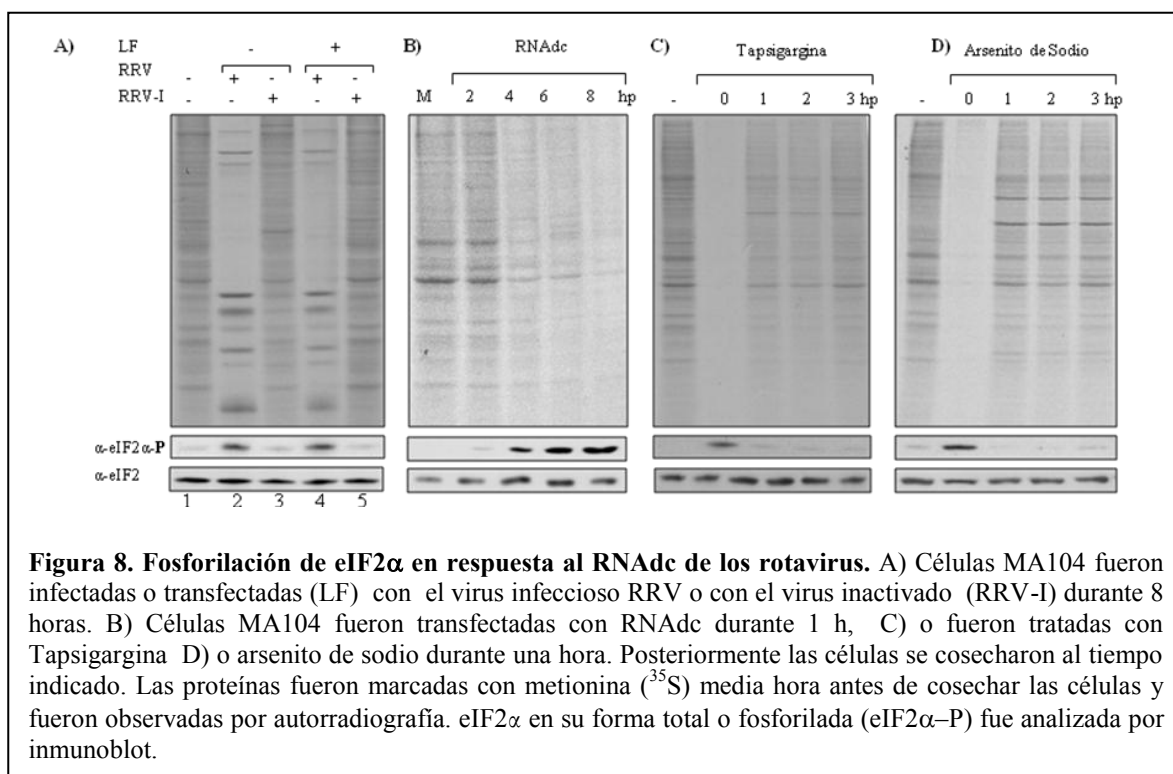 A) LF - + B) RNAdc C) Tapsigargina D) Arsenito de Sodio
RRV - + - + -
RRV-I - - + - + M 2 4 6 8 hp - 0 1 2 3 hp - 0 1 2 3 hp
α-eIF2α-P
α-eIF2
1 2 3 4 5
Figura 8. Fosforilación de eIF2α en respuesta al RNAdc de los rotavirus. A) Células MA104 fueron
infectadas o transfectadas (LF) con el virus infeccioso RRV o con el virus inactivado (RRV-I) durante 8
horas. B) Células MA104 fueron transfectadas con RNAdc durante 1 h, C) o fueron tratadas con
Tapsigargina D) o arsenito de sodio durante una hora. Posteriormente las células se cosecharon al tiempo
indicado. Las proteínas fueron marcadas con metionina (³⁵S) media hora antes de cosechar las células y
fueron observadas por autorradiografía. eIF2α en su forma total o fosforilada (eIF2α–P) fue analizada por
inmunoblot.